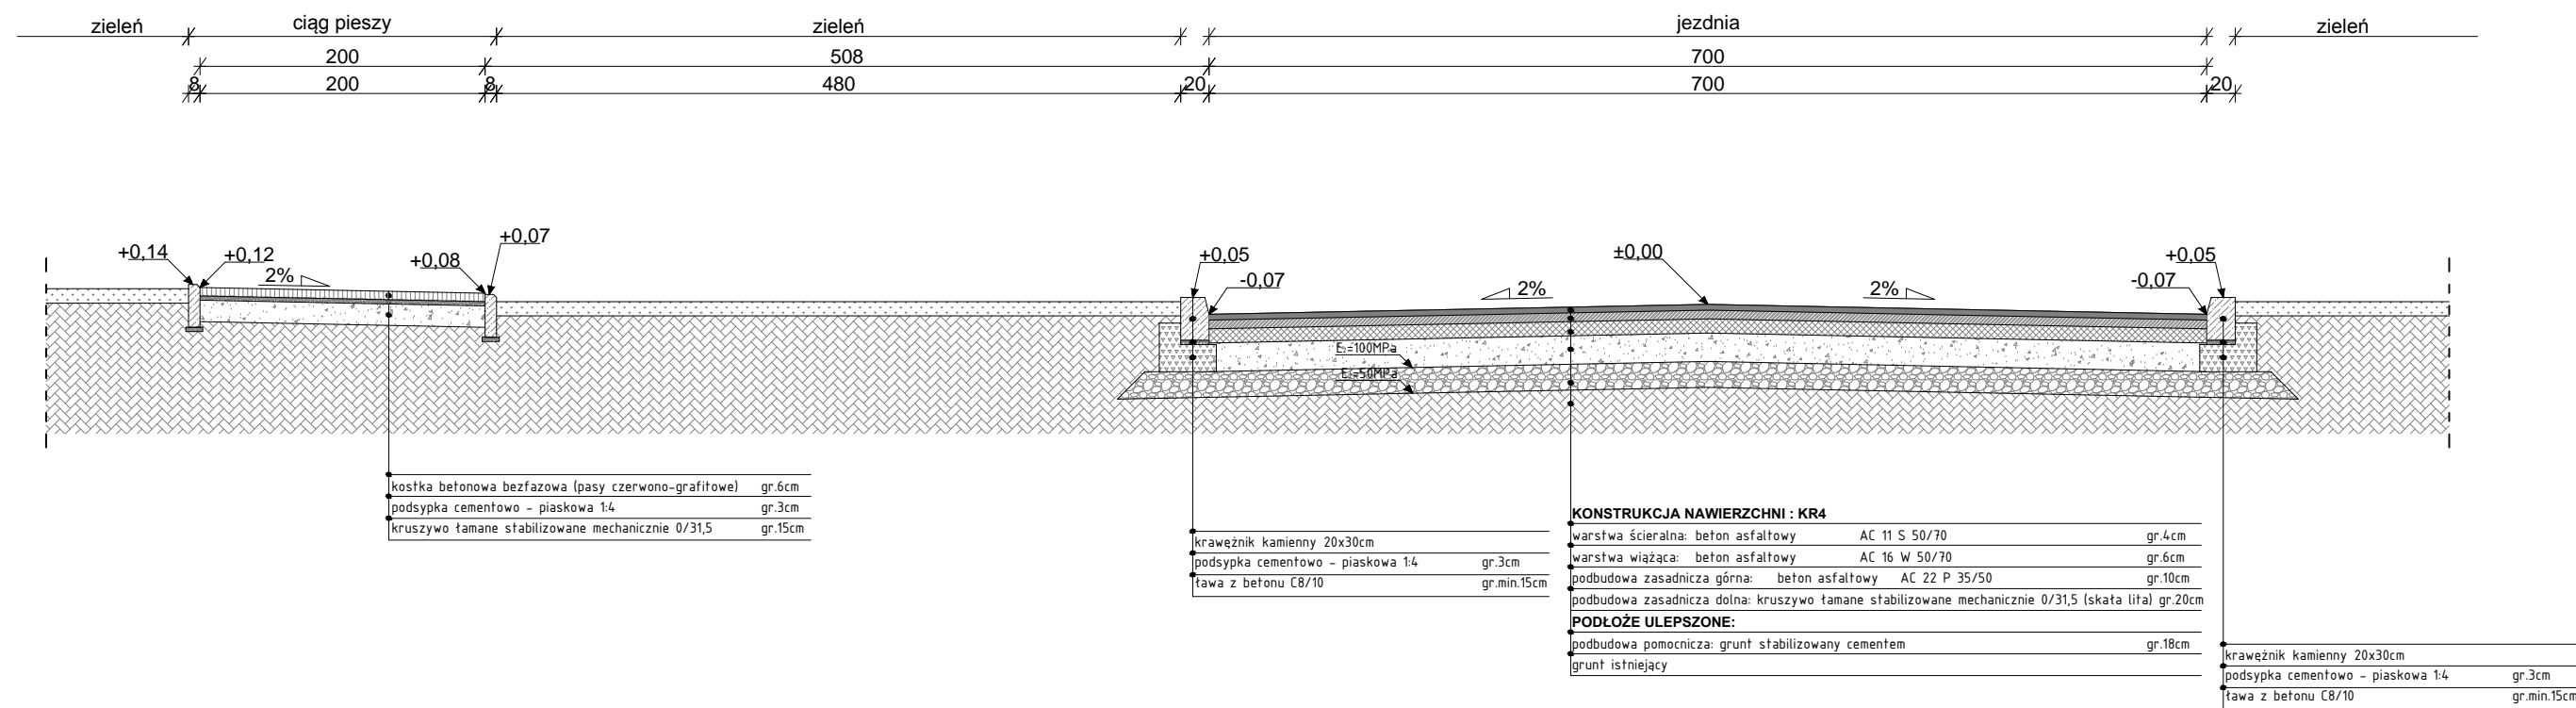 zieleń ciąg pieszy zieleń jezdnia zieleń
200 508 700
8 200 8 480 20 700 20
+0,14 +0,12 2% +0,08 +0,07 +0,05 -0,07 2% ±0,00 2% -0,07 +0,05
E₂=100MPa
E₂=50MPa
kostka betonowa bezfazowa (pasy czerwono-grafitowe) gr.6cm
podsypka cementowo - piaskowa 1:4 gr.3cm
kruszywo łamane stabilizowane mechanicznie 0/31,5 gr.15cm
krawężnik kamienny 20x30cm
podsypka cementowo - piaskowa 1:4 gr.3cm
ława z betonu C8/10 gr.min.15cm
KONSTRUKCJA NAWIERZCHNI : KR4
warstwa ścieralna: beton asfaltowy AC 11 S 50/70 gr.4cm
warstwa wiążąca: beton asfaltowy AC 16 W 50/70 gr.6cm
podbudowa zasadnicza górna: beton asfaltowy AC 22 P 35/50 gr.10cm
podbudowa zasadnicza dolna: kruszywo łamane stabilizowane mechanicznie 0/31,5 (skała lita) gr.20cm
PODŁOŻE ULEPSZONE:
podbudowa pomocnicza: grunt stabilizowany cementem gr.18cm
grunt istniejący
krawężnik kamienny 20x30cm
podsypka cementowo - piaskowa 1:4 gr.3cm
ława z betonu C8/10 gr.min.15cm